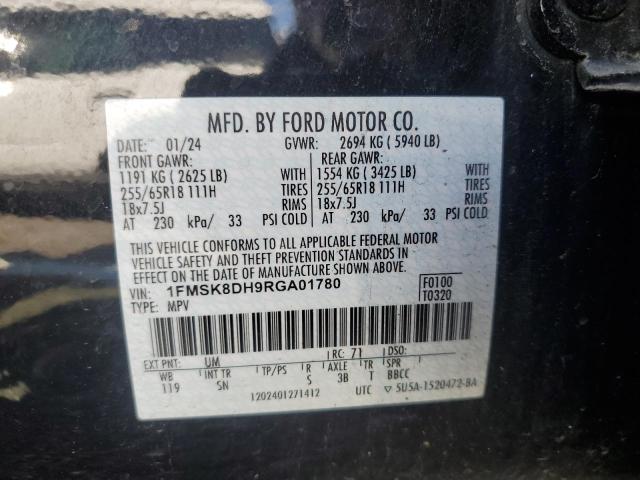 MFD. BY FORD MOTOR CO.
DATE: 01/24 GVWR: 2694 KG ( 5940 LB)
FRONT GAWR: REAR GAWR:
1191 KG ( 2625 LB) WITH 1554 KG ( 3425 LB) WITH
255/65R18 111H TIRES 255/65R18 111H TIRES
18x7.5J RIMS 18x7.5J RIMS
AT 230 kPa/ 33 PSI COLD AT 230 kPa/ 33 PSI COLD
THIS VEHICLE CONFORMS TO ALL APPLICABLE FEDERAL MOTOR
VEHICLE SAFETY AND THEFT PREVENTION STANDARDS IN
EFFECT ON THE DATE OF MANUFACTURE SHOWN ABOVE.
VIN: 1FMSK8DH9RGA01780 F0100
TYPE: MPV T0320
EXT PNT: UM RC: 71 DSO:
WB INT TR TP/PS R AXLE TR SPR
119 SN S 3B T BBCC
1202401271412 UTC ▽5U5A-1520472-BA